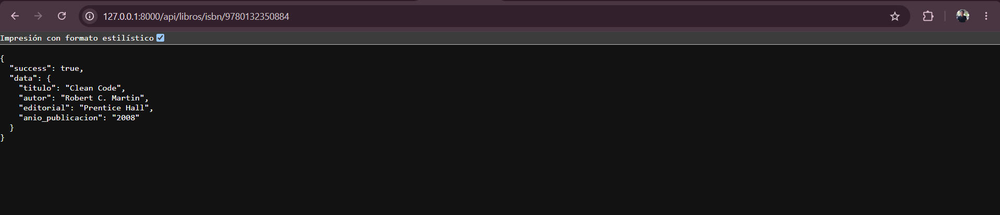 127.0.0.1:8000/api/libros/isbn/9780132350884
Impresión con formato estilístico
{
  "success": true,
  "data": {
    "titulo": "Clean Code",
    "autor": "Robert C. Martin",
    "editorial": "Prentice Hall",
    "anio_publicacion": "2008"
  }
}